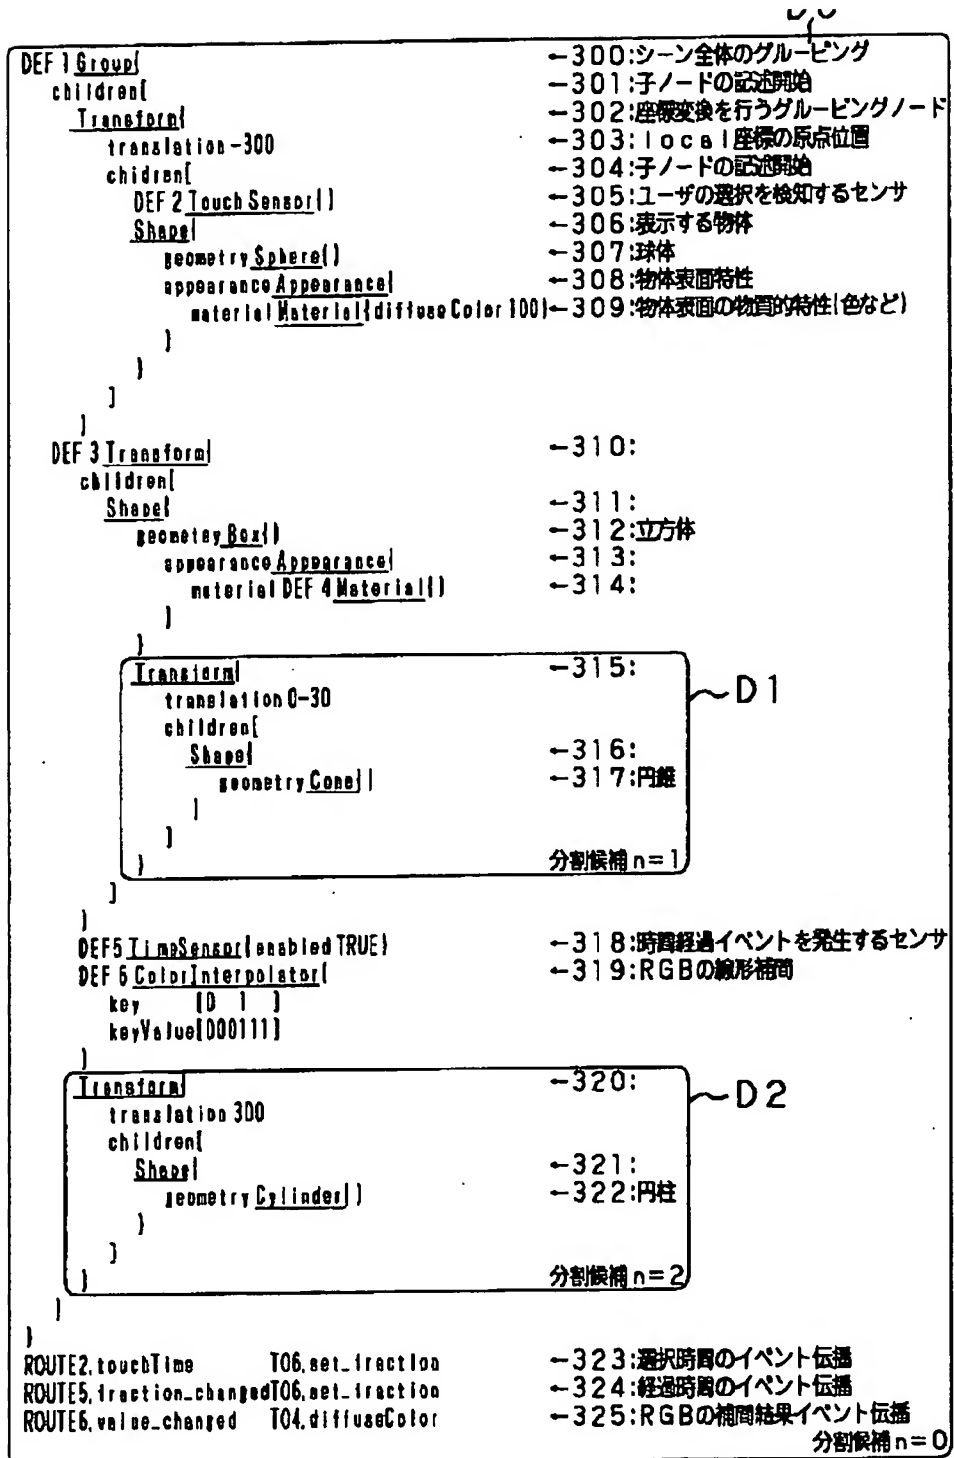 D0
DEF 1 Group{ ←300:シーン全体のグルーピング
children[ ←301:子ノードの記述開始
Transform{ ←302:座標変換を行うグルーピングノード
translation -300 ←303:local座標の原点位置
chidren[ ←304:子ノードの記述開始
DEF 2 Touch Sensor{} ←305:ユーザの選択を検知するセンサ
Shape{ ←306:表示する物体
geometry Sphere{} ←307:球体
appearance Appearance{ ←308:物体表面特性
material Material{diffuse Color 100} ←309:物体表面の物質的特性(色など)
}
}
]
}
DEF 3 Transform{ ←310:
children[
Shape{ ←311:
geometey Box{} ←312:立方体
appearance Appearance{ ←313:
material DEF 4 Material{} ←314:
}
}
Transform{ ←315:
translation 0-30
children[
Shape{ ←316:
geometry Cone{} ←317:円錐
}
]
} 分割候補n=1
~D1
]
}
DEF5 TimeSensor{enabled TRUE} ←318:時間経過イベントを発生するセンサ
DEF 6 ColorInterpolator{ ←319:RGBの線形補間
key [0 1 ]
keyValue[000111]
}
Transform{ ←320:
~D2
translation 300
children[
Shape{ ←321:
geometry Cylinder{} ←322:円柱
}
]
} 分割候補n=2
]
}
ROUTE2.touchTime TO6.set_fraction ←323:選択時間のイベント伝播
ROUTE5.fraction_changedTO6.set_fraction ←324:経過時間のイベント伝播
ROUTE6.value_changed TO4.diffuseColor ←325:RGBの補間結果イベント伝播
分割候補n=0